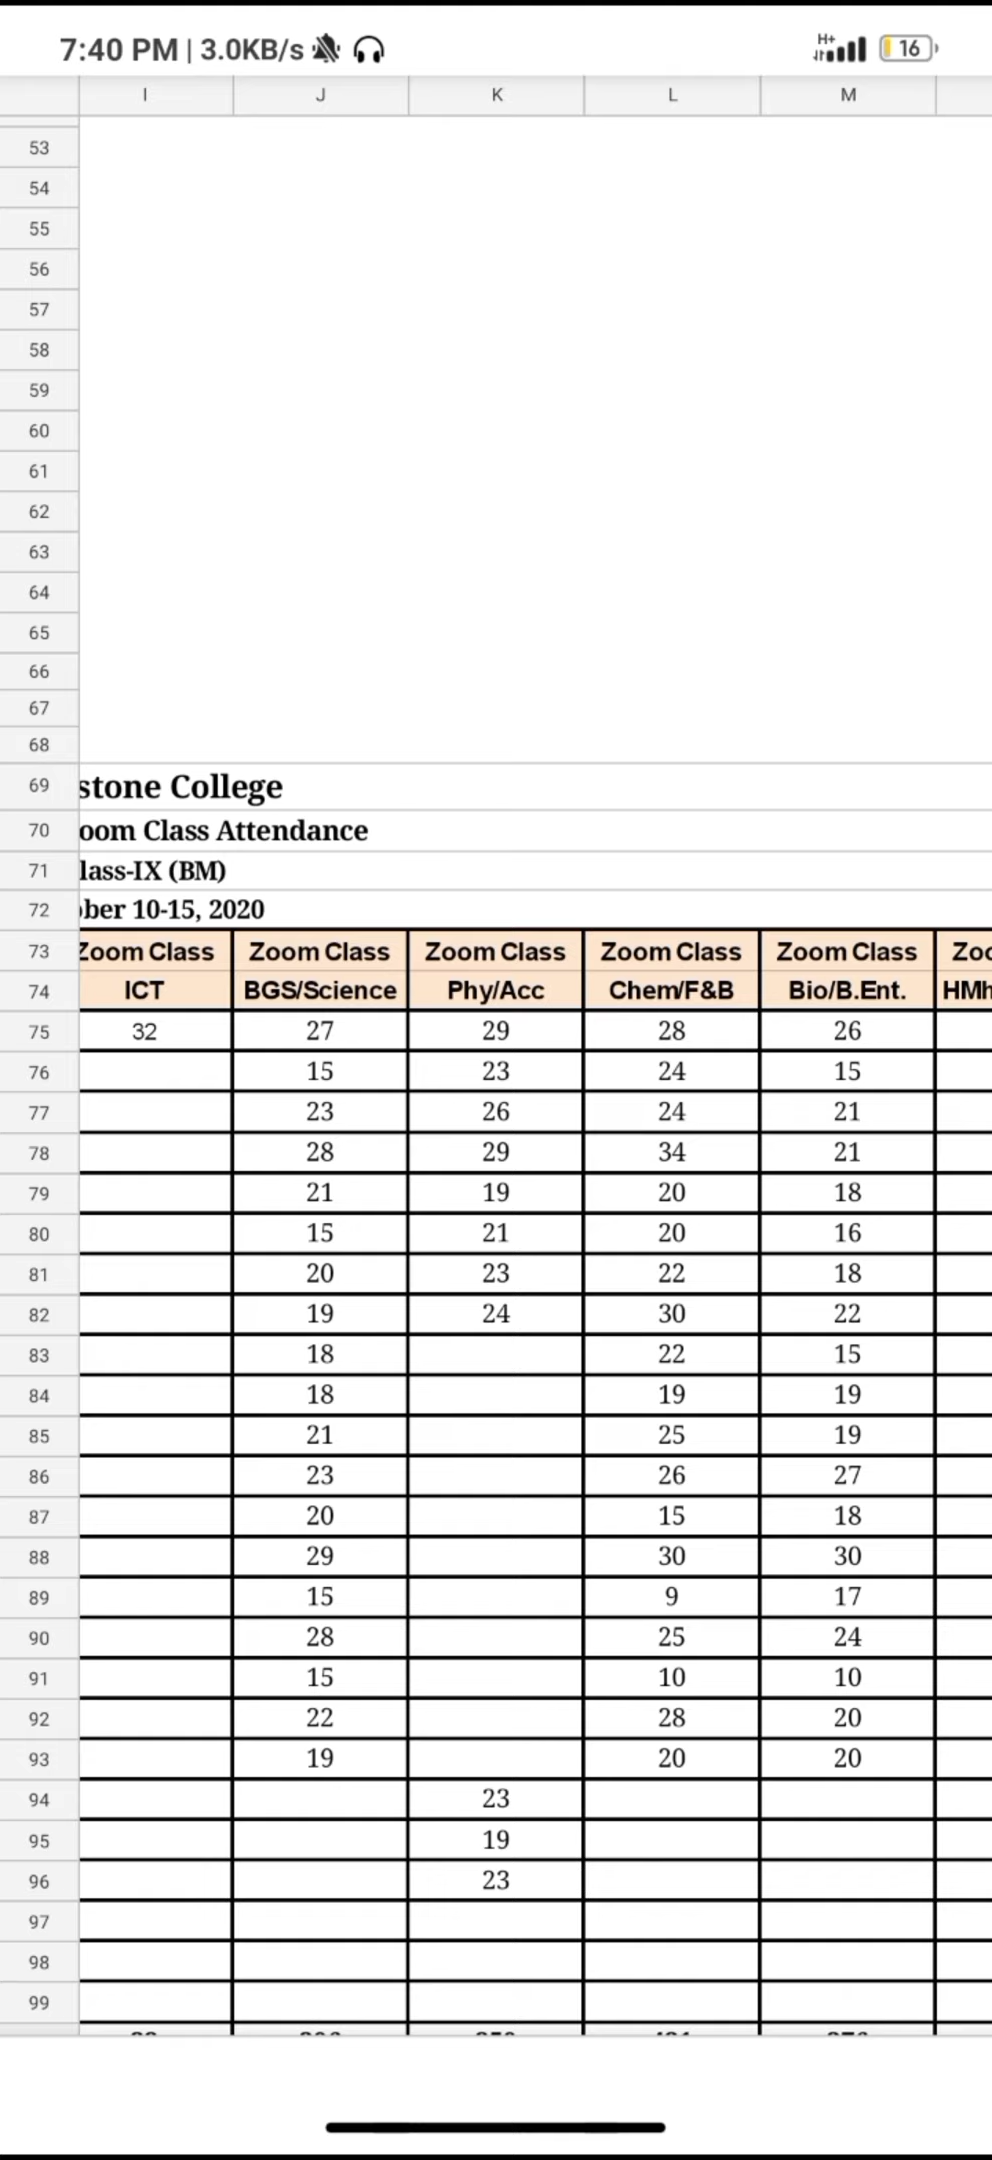 7:40 PM | 3.0KB/s H+ 16
I J K L M
53
54
55
56
57
58
59
60
61
62
63
64
65
66
67
68
69 stone College
70 oom Class Attendance
71 lass-IX (BM)
72 ber 10-15, 2020
73 Zoom Class Zoom Class Zoom Class Zoom Class Zoom Class Zoo
74 ICT BGS/Science Phy/Acc Chem/F&B Bio/B.Ent. HMh
75 32 27 29 28 26
76 15 23 24 15
77 23 26 24 21
78 28 29 34 21
79 21 19 20 18
80 15 21 20 16
81 20 23 22 18
82 19 24 30 22
83 18 22 15
84 18 19 19
85 21 25 19
86 23 26 27
87 20 15 18
88 29 30 30
89 15 9 17
90 28 25 24
91 15 10 10
92 22 28 20
93 19 20 20
94 23
95 19
96 23
97
98
99